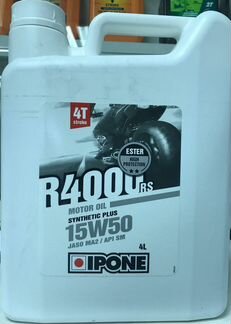 4T
stroke
ESTER
HIGH
PROTECTION
R4000 RS
MOTOR OIL
SYNTHETIC PLUS
15W50
JASO MA2 / API SM
4L
IPONE